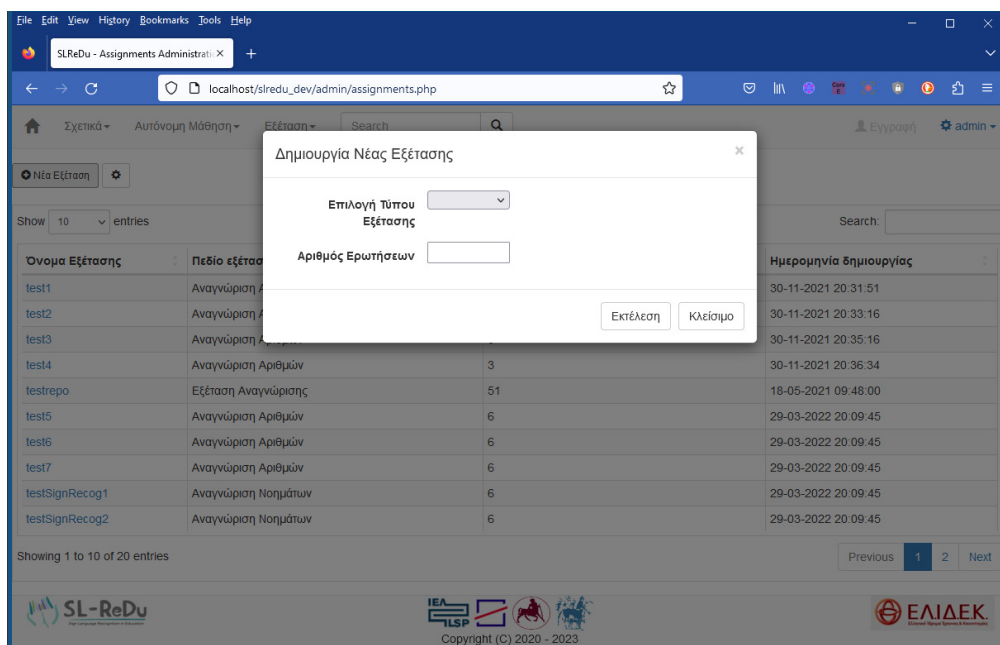 File Edit View History Bookmarks Tools Help
SLReDu - Assignments Administrati
localhost/slredu_dev/admin/assignments.php
Σχετικά Αυτόνομη Μάθηση Εξέταση Search Εγγραφή admin
Δημιουργία Νέας Εξέτασης
Νέα Εξέταση
Επιλογή Τύπου
Εξέτασης
Show 10 entries Search:
Αριθμός Ερωτήσεων
Όνομα Εξέτασης Πεδίο εξέτασ Ημερομηνία δημιουργίας
test1 Αναγνώριση 30-11-2021 20:31:51
test2 Αναγνώριση 30-11-2021 20:33:16
Εκτέλεση Κλείσιμο
test3 Αναγνώριση 30-11-2021 20:35:16
test4 Αναγνώριση Αριθμών 3 30-11-2021 20:36:34
testrepo Εξέταση Αναγνώρισης 51 18-05-2021 09:48:00
test5 Αναγνώριση Αριθμών 6 29-03-2022 20:09:45
test6 Αναγνώριση Αριθμών 6 29-03-2022 20:09:45
test7 Αναγνώριση Αριθμών 6 29-03-2022 20:09:45
testSignRecog1 Αναγνώριση Νοημάτων 6 29-03-2022 20:09:45
testSignRecog2 Αναγνώριση Νοημάτων 6 29-03-2022 20:09:45
Showing 1 to 10 of 20 entries Previous 1 2 Next
SL-ReDu ΙΕΛ ILSP ΕΛΙΔΕΚ.
Copyright (C) 2020 - 2023